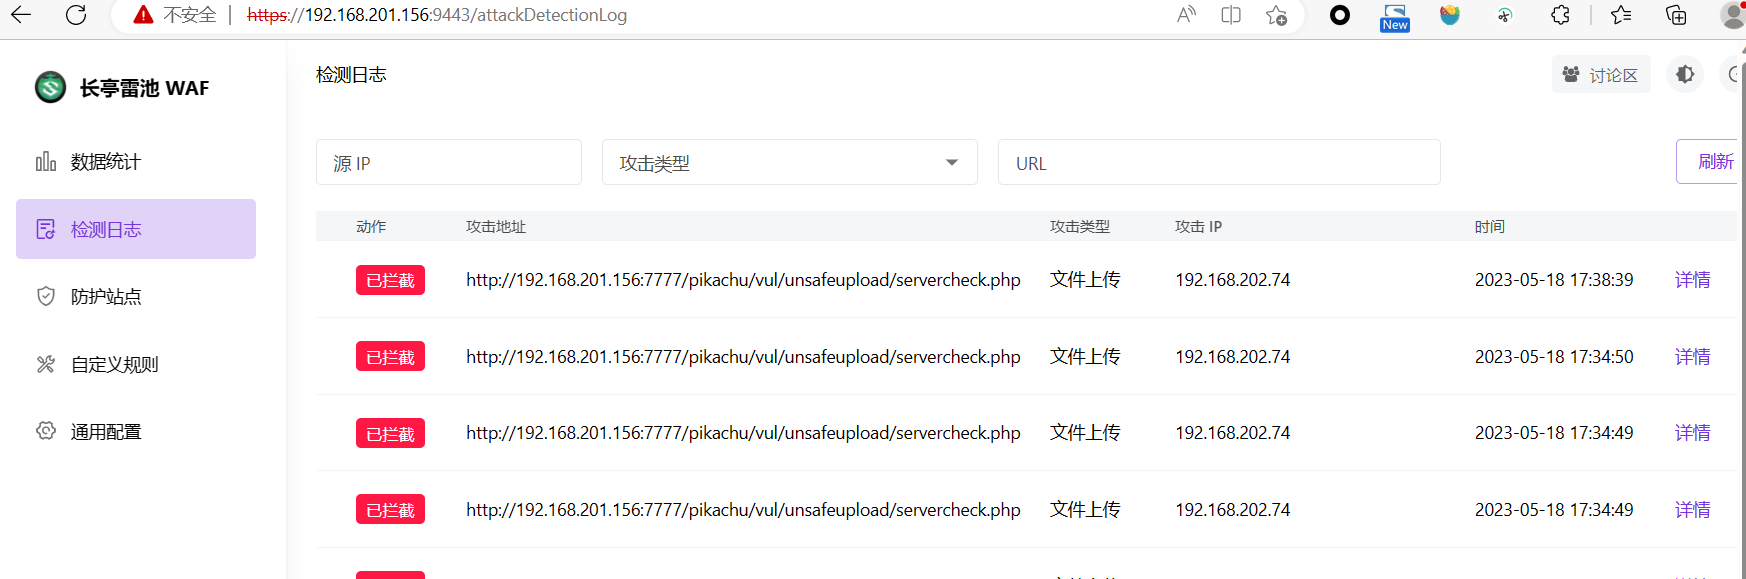 不安全 | https://192.168.201.156:9443/attackDetectionLog
New
长亭雷池 WAF
检测日志
讨论区
数据统计
源 IP
攻击类型
URL
刷新
检测日志
动作 攻击地址 攻击类型 攻击 IP 时间
已拦截 http://192.168.201.156:7777/pikachu/vul/unsafeupload/servercheck.php 文件上传 192.168.202.74 2023-05-18 17:38:39 详情
防护站点
已拦截 http://192.168.201.156:7777/pikachu/vul/unsafeupload/servercheck.php 文件上传 192.168.202.74 2023-05-18 17:34:50 详情
自定义规则
已拦截 http://192.168.201.156:7777/pikachu/vul/unsafeupload/servercheck.php 文件上传 192.168.202.74 2023-05-18 17:34:49 详情
通用配置
已拦截 http://192.168.201.156:7777/pikachu/vul/unsafeupload/servercheck.php 文件上传 192.168.202.74 2023-05-18 17:34:49 详情